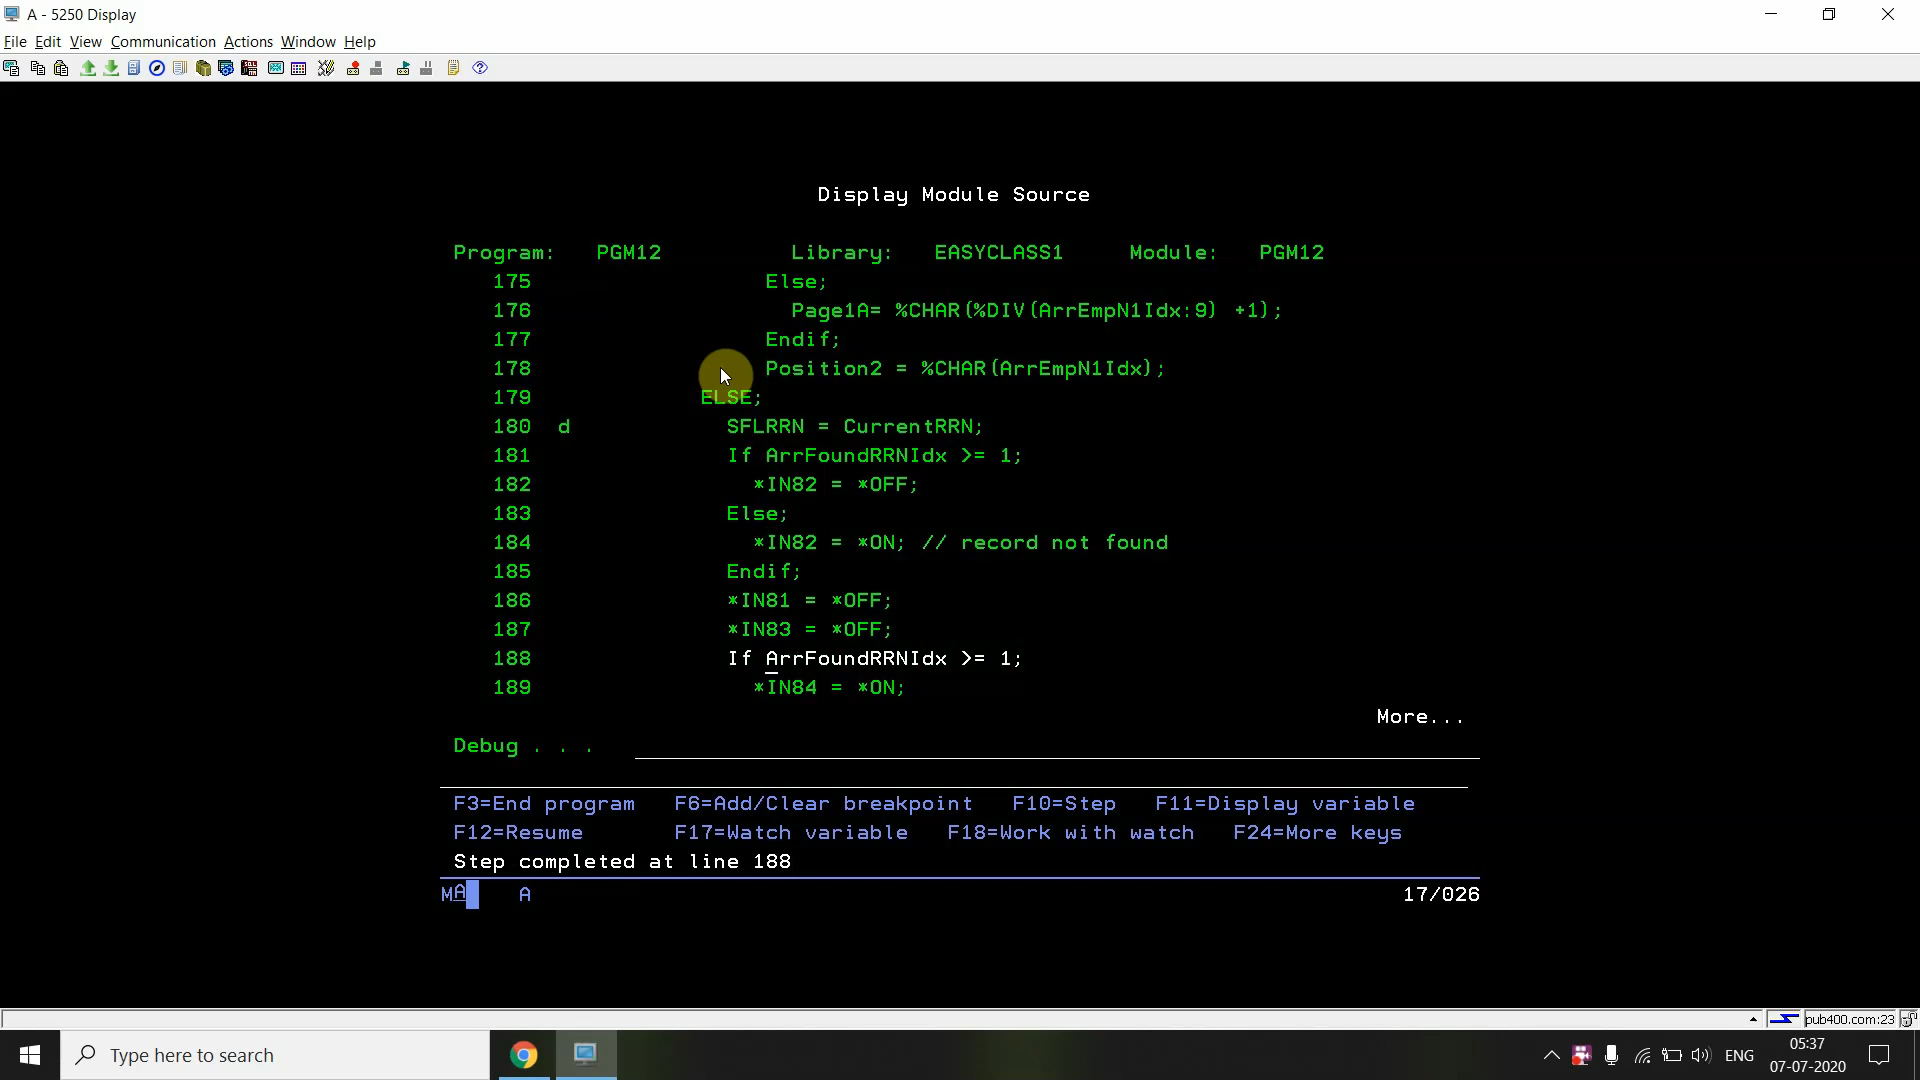 A - 5250 Display
File Edit View Communication Actions Window Help
Display Module Source
Program: PGM12 Library: EASYCLASS1 Module: PGM12
175 Else;
176 Page1A= %CHAR(%DIV(ArrEmpN1Idx:9) +1);
177 Endif;
178 Position2 = %CHAR(ArrEmpN1Idx);
179 ELSE;
180 d SFLRRN = CurrentRRN;
181 If ArrFoundRRNIdx >= 1;
182 *IN82 = *OFF;
183 Else;
184 *IN82 = *ON; // record not found
185 Endif;
186 *IN81 = *OFF;
187 *IN83 = *OFF;
188 If ArrFoundRRNIdx >= 1;
189 *IN84 = *ON;
More...
Debug . . .
F3=End program F6=Add/Clear breakpoint F10=Step F11=Display variable
F12=Resume F17=Watch variable F18=Work with watch F24=More keys
Step completed at line 188
MA A 17/026
pub400.com:23
Type here to search
ENG
05:37
07-07-2020